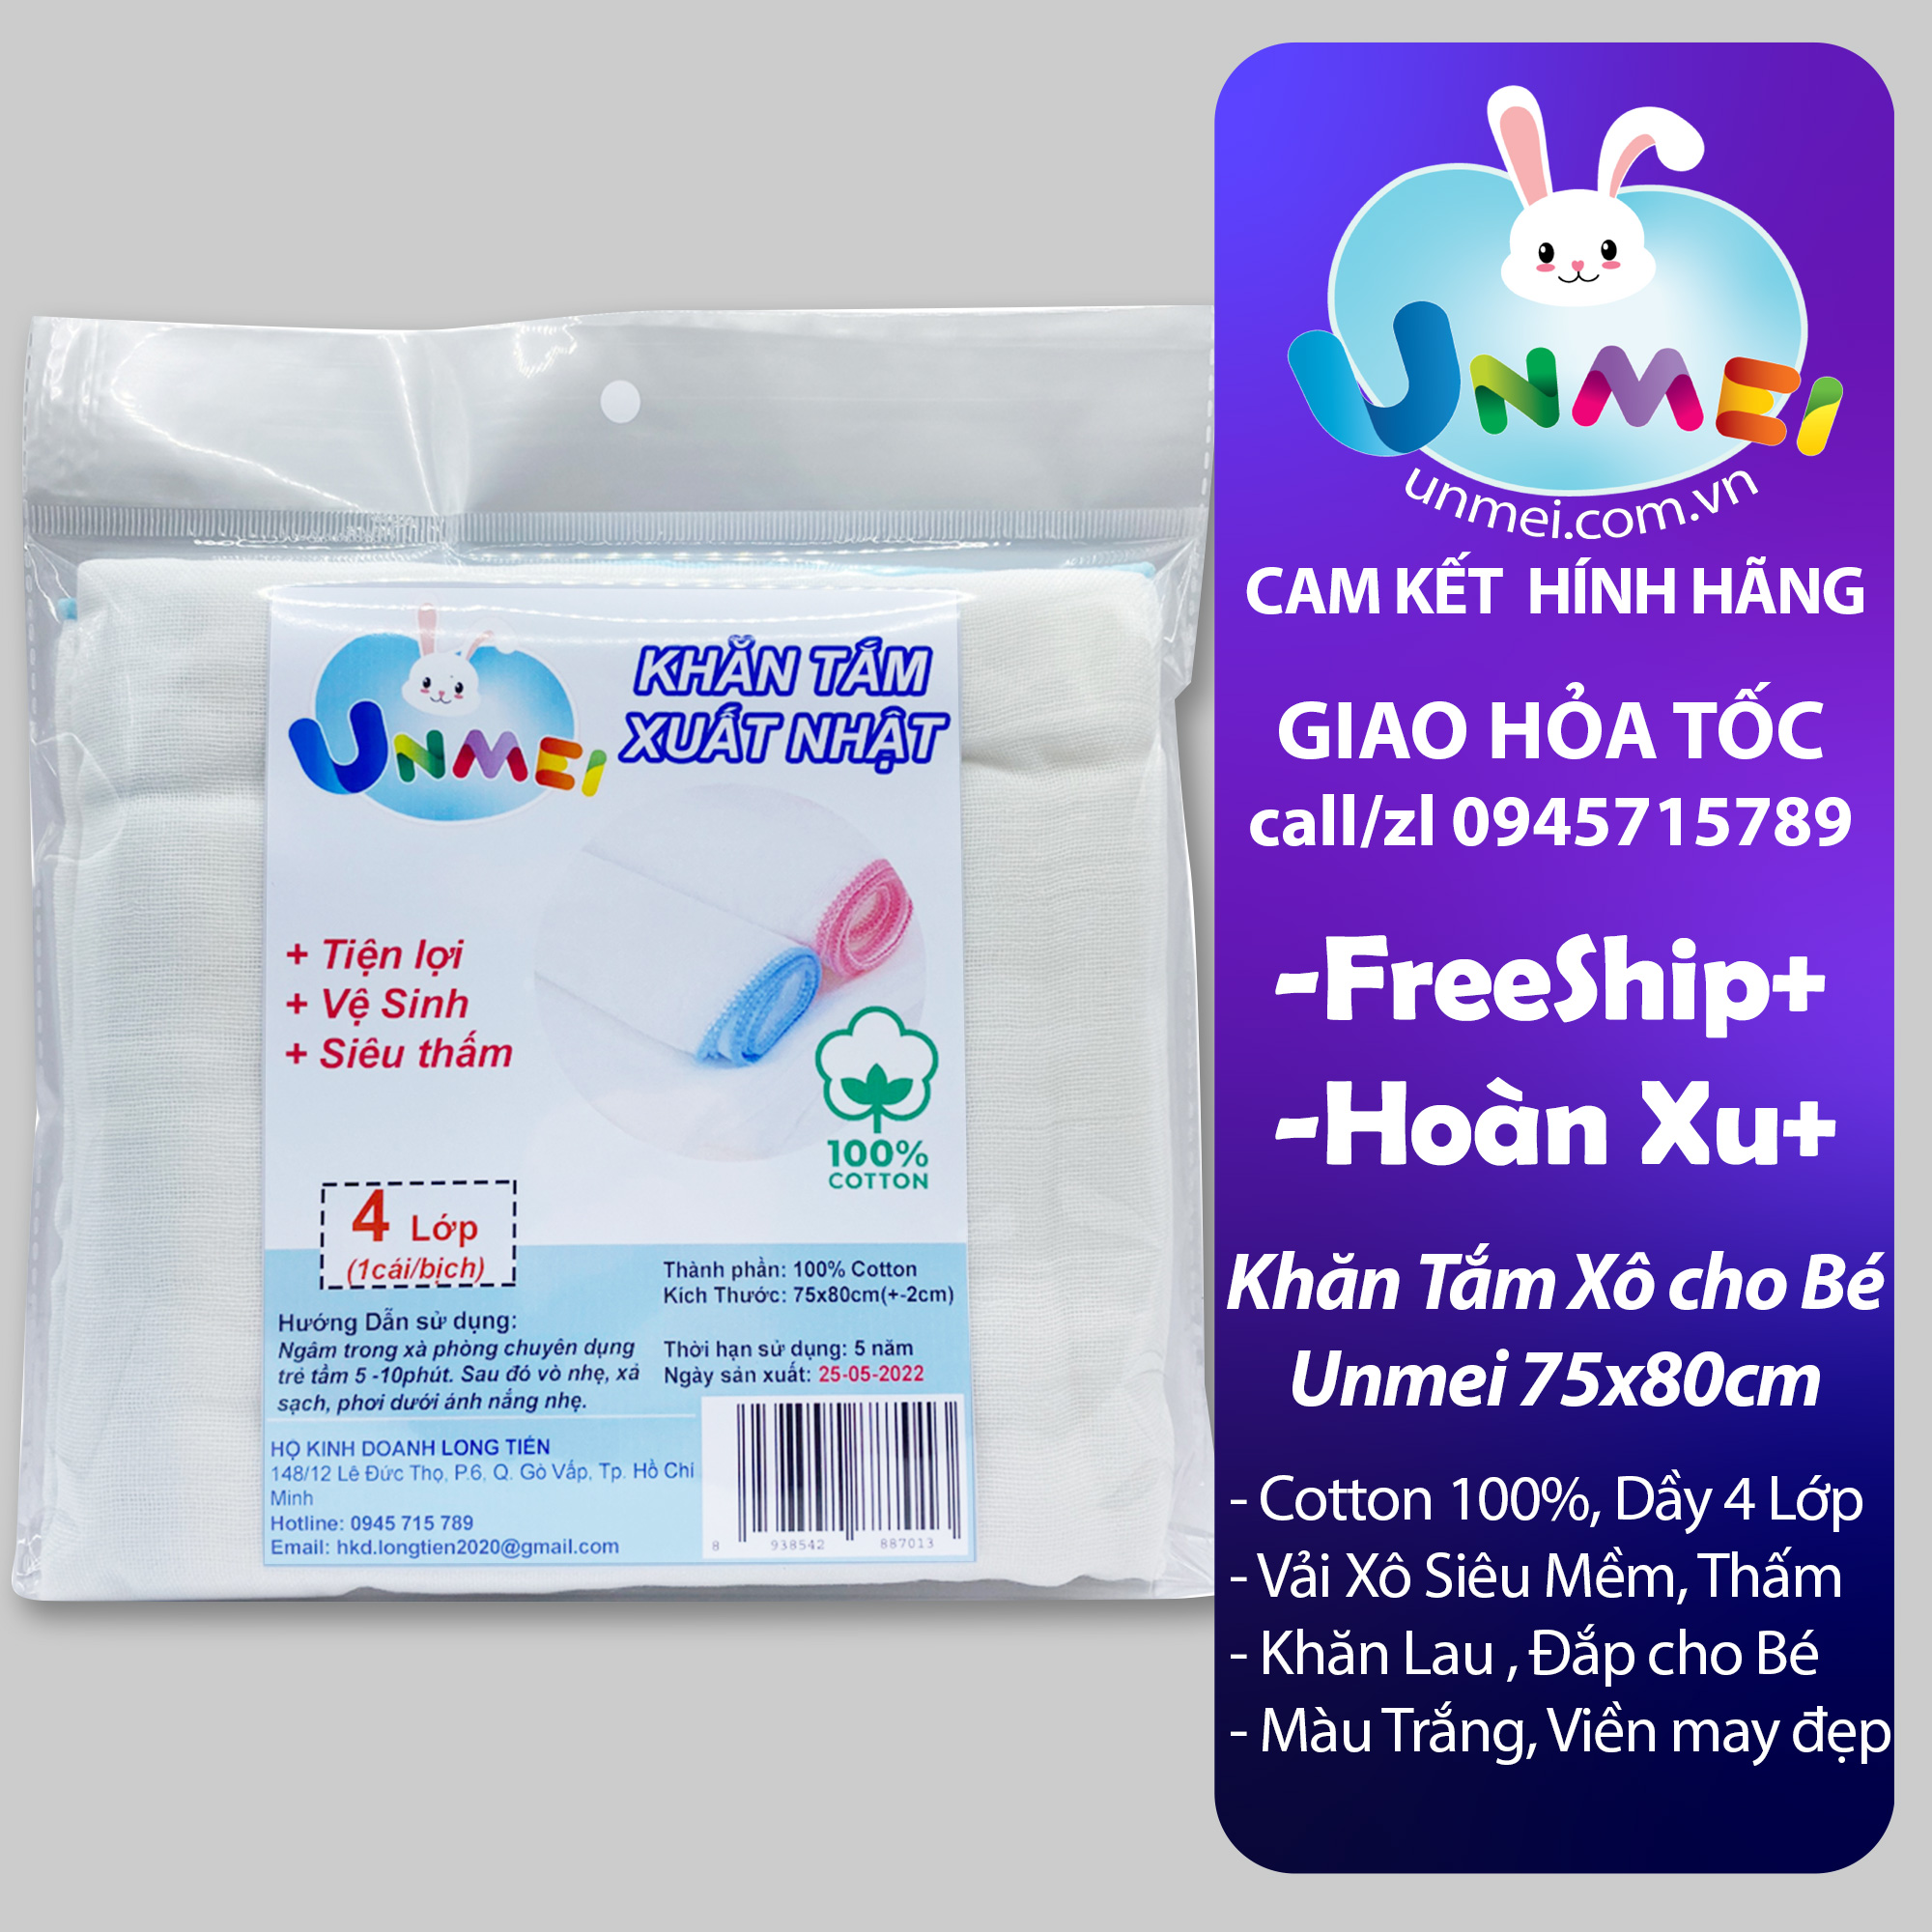 UNMEI
KHĂN TẮM
XUẤT NHẬT
+ Tiện lợi
+ Vệ Sinh
+ Siêu thấm
100%
COTTON
4 Lớp
(1cái/bịch)
Thành phần: 100% Cotton
Kích Thước: 75x80cm(+-2cm)
Hướng Dẫn sử dụng:
Ngâm trong xà phòng chuyên dụng
trẻ tầm 5 -10phút. Sau đó vò nhẹ, xả
sạch, phơi dưới ánh nắng nhẹ.
Thời hạn sử dụng: 5 năm
Ngày sản xuất: 25-05-2022
HỘ KINH DOANH LONG TIẾN
148/12 Lê Đức Thọ, P.6, Q. Gò Vấp, Tp. Hồ Chí
Minh
Hotline: 0945 715 789
Email: hkd.longtien2020@gmail.com
8 938542 887013
UNMEI
unmei.com.vn
CAM KẾT HÍNH HÃNG
GIAO HỎA TỐC
call/zl 0945715789
-FreeShip+
-Hoàn Xu+
Khăn Tắm Xô cho Bé
Unmei 75x80cm
- Cotton 100%, Dầy 4 Lớp
- Vải Xô Siêu Mềm, Thấm
- Khăn Lau , Đắp cho Bé
- Màu Trắng, Viền may đẹp